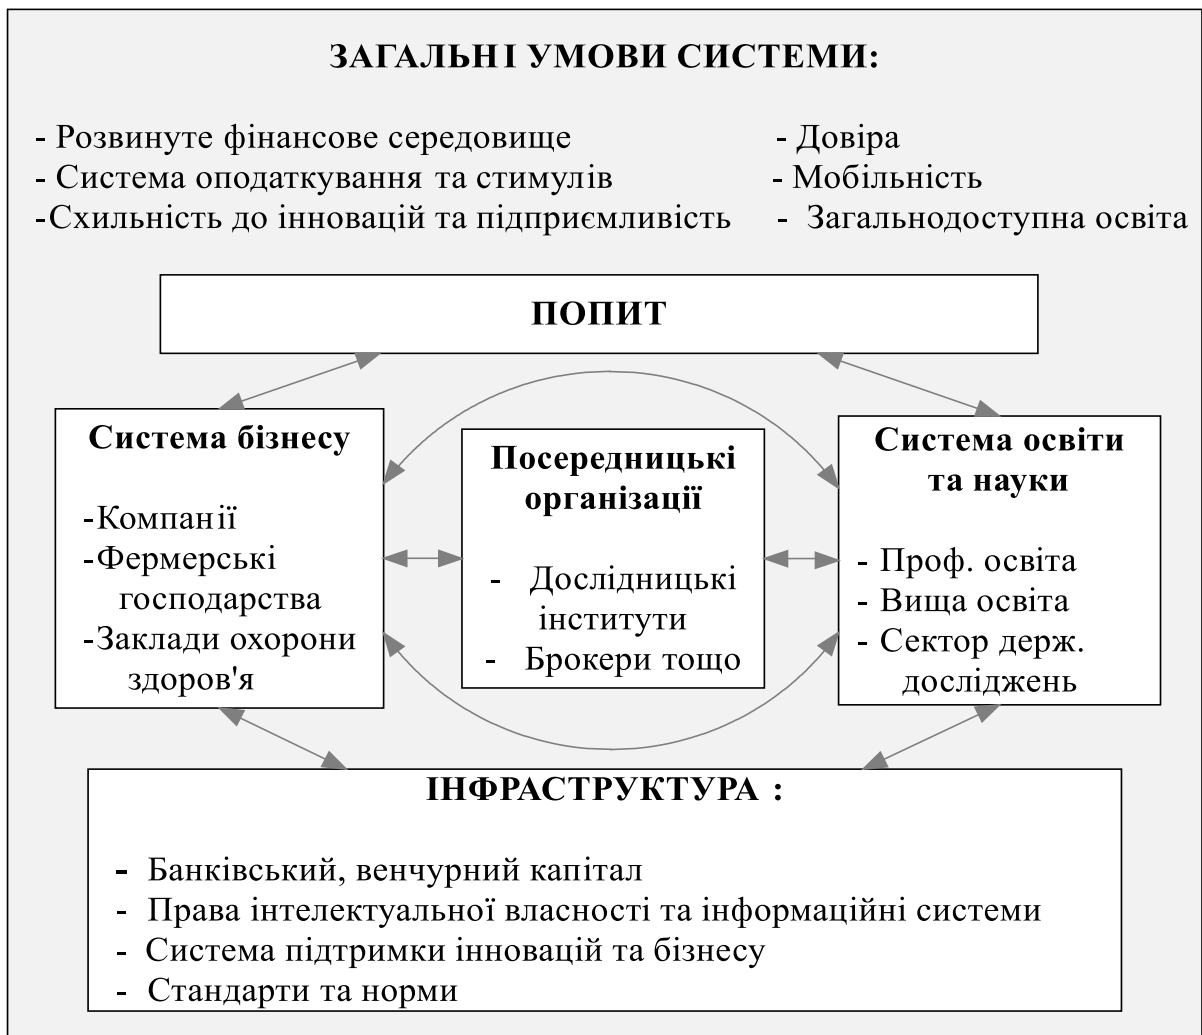 ЗАГАЛЬНІ УМОВИ СИСТЕМИ:
- Розвинуте фінансове середовище
- Система оподаткування та стимулів
-Схильність до інновацій та підприємливість
- Довіра
- Мобільність
- Загальнодоступна освіта
ПОПИТ
Система бізнесу
-Компанії
-Фермерські
господарства
-Заклади охорони
здоров'я
Посередницькі
організації
- Дослідницькі
інститути
- Брокери тощо
Система освіти
та науки
- Проф. освіта
- Вища освіта
- Сектор держ.
досліджень
ІНФРАСТРУКТУРА :
- Банківський, венчурний капітал
- Права інтелектуальної власності та інформаційні системи
- Система підтримки інновацій та бізнесу
- Стандарти та норми